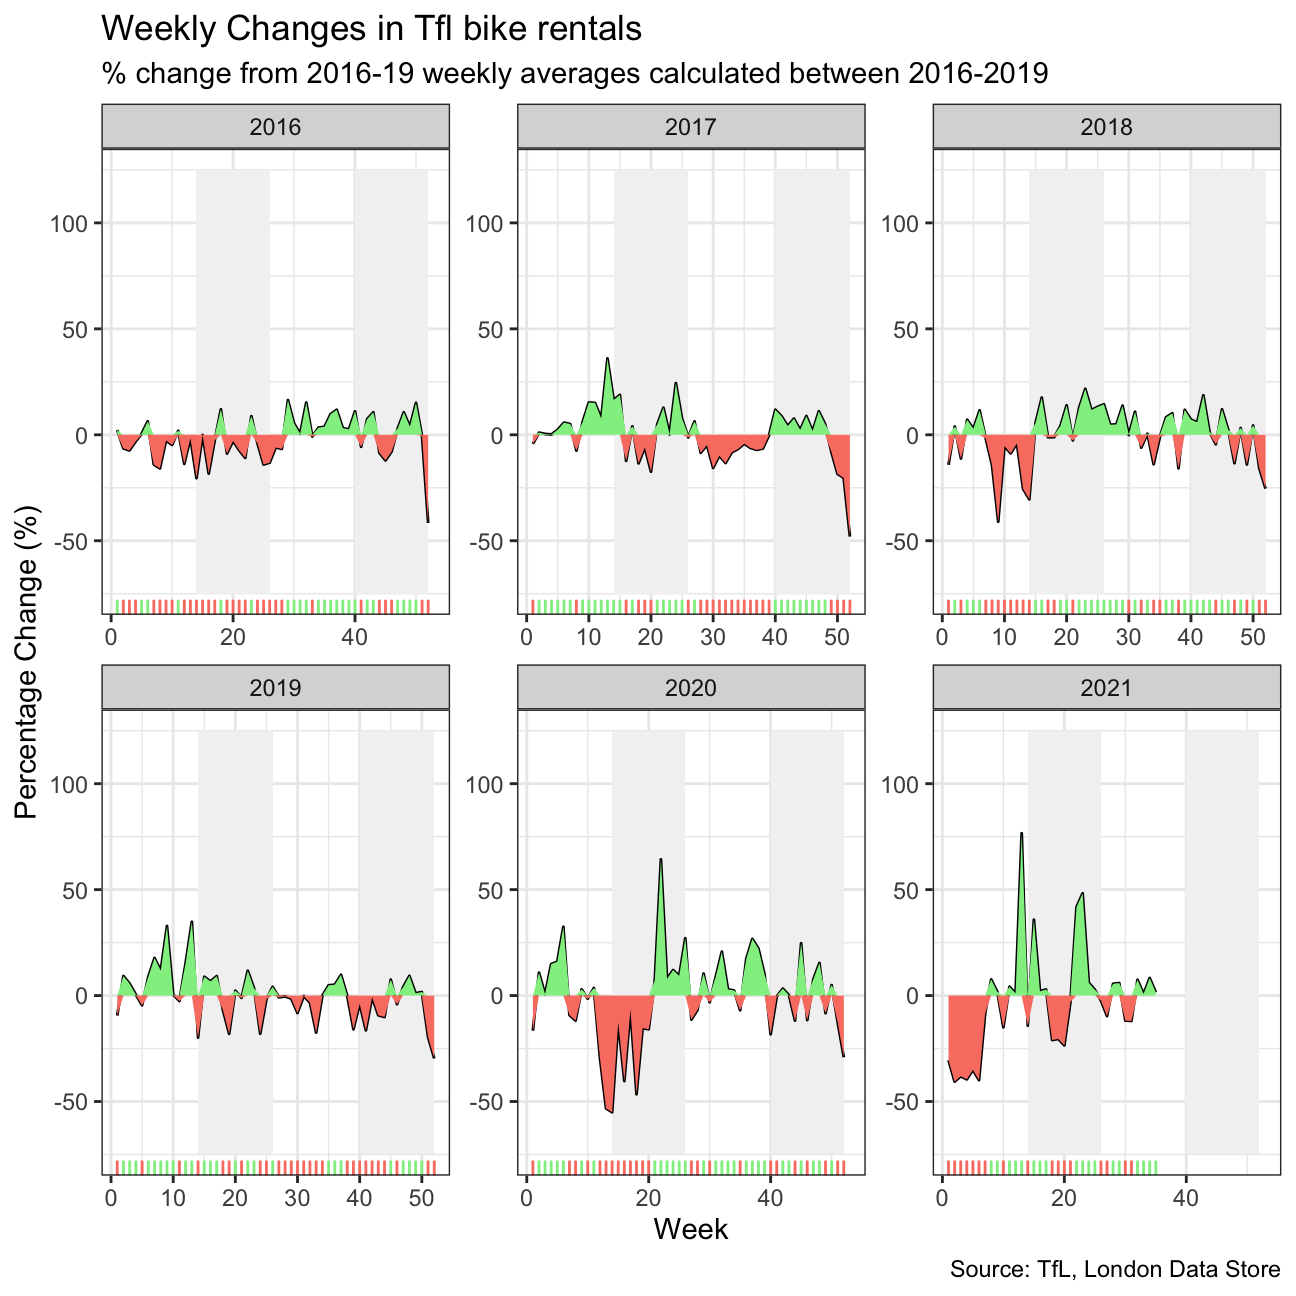 Weekly Changes in Tfl bike rentals
% change from 2016-19 weekly averages calculated between 2016-2019
2016 2017 2018
100 100 100
50 50 50
0 0 0
-50 -50 -50
0 20 40 0 10 20 30 40 50 0 10 20 30 40 50
Percentage Change (%)
2019 2020 2021
100 100 100
50 50 50
0 0 0
-50 -50 -50
0 10 20 30 40 50 0 20 40 0 20 40
Week
Source: TfL, London Data Store